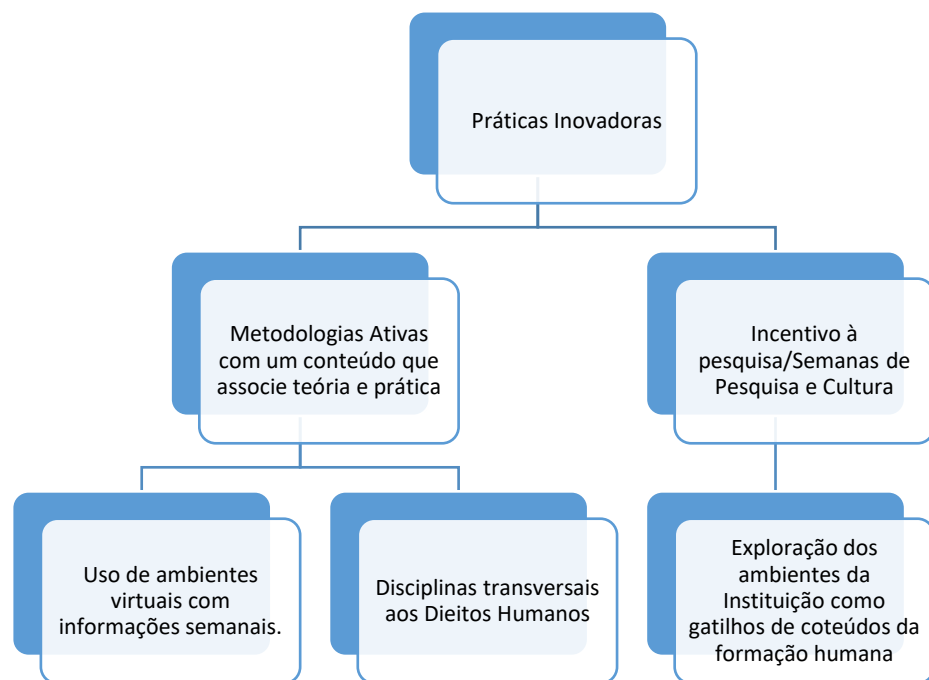 Práticas Inovadoras
Metodologias Ativas
com um conteúdo que
associe teória e prática
Incentivo à
pesquisa/Semanas de
Pesquisa e Cultura
Uso de ambientes
virtuais com
informações semanais.
Disciplinas transversais
aos Dieitos Humanos
Exploração dos
ambientes da
Instituição como
gatilhos de coteúdos da
formação humana